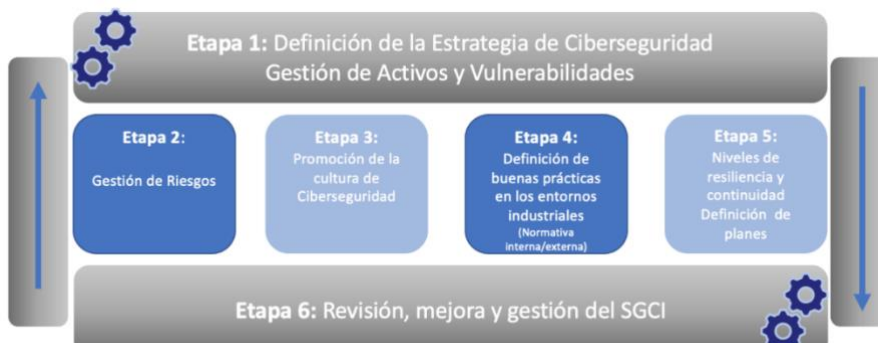 Etapa 1: Definición de la Estrategia de Ciberseguridad
Gestión de Activos y Vulnerabilidades
Etapa 2:
Gestión de Riesgos
Etapa 3:
Promoción de la
cultura de
Ciberseguridad
Etapa 4:
Definición de
buenas prácticas
en los entornos
industriales
(Normativa
interna/externa)
Etapa 5:
Niveles de
resiliencia y
continuidad
Definición de
planes
Etapa 6: Revisión, mejora y gestión del SGCI